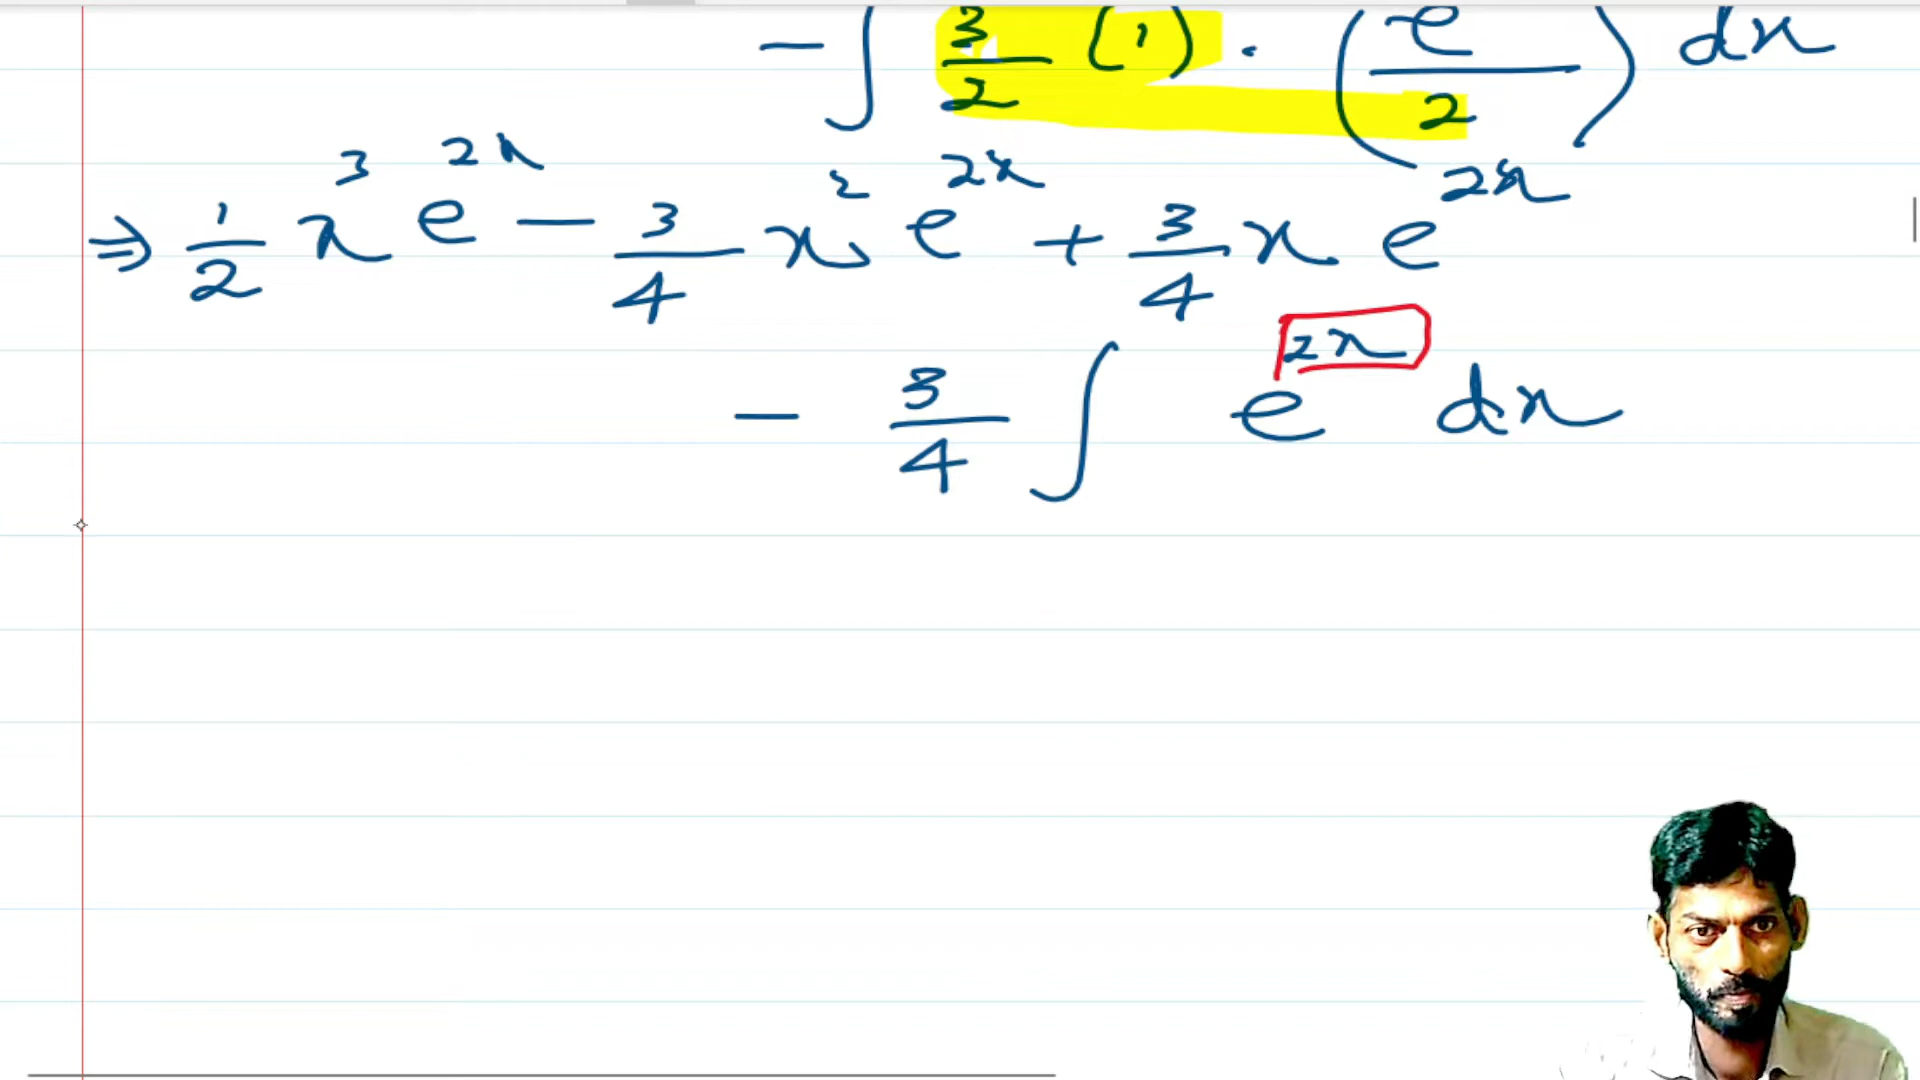 − ∫ 3/2 (1) · (e/2) dx
⇒ 1/2 x³ e^2x − 3/4 x² e^2x + 3/4 x e^2x
− 3/4 ∫ e^2x dx